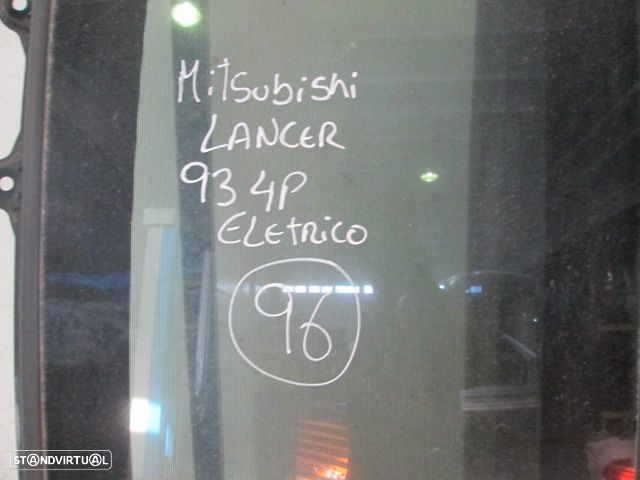 Mitsubishi
LANCER
93 4P
ELETRICO
96
STANDVIRTUAL